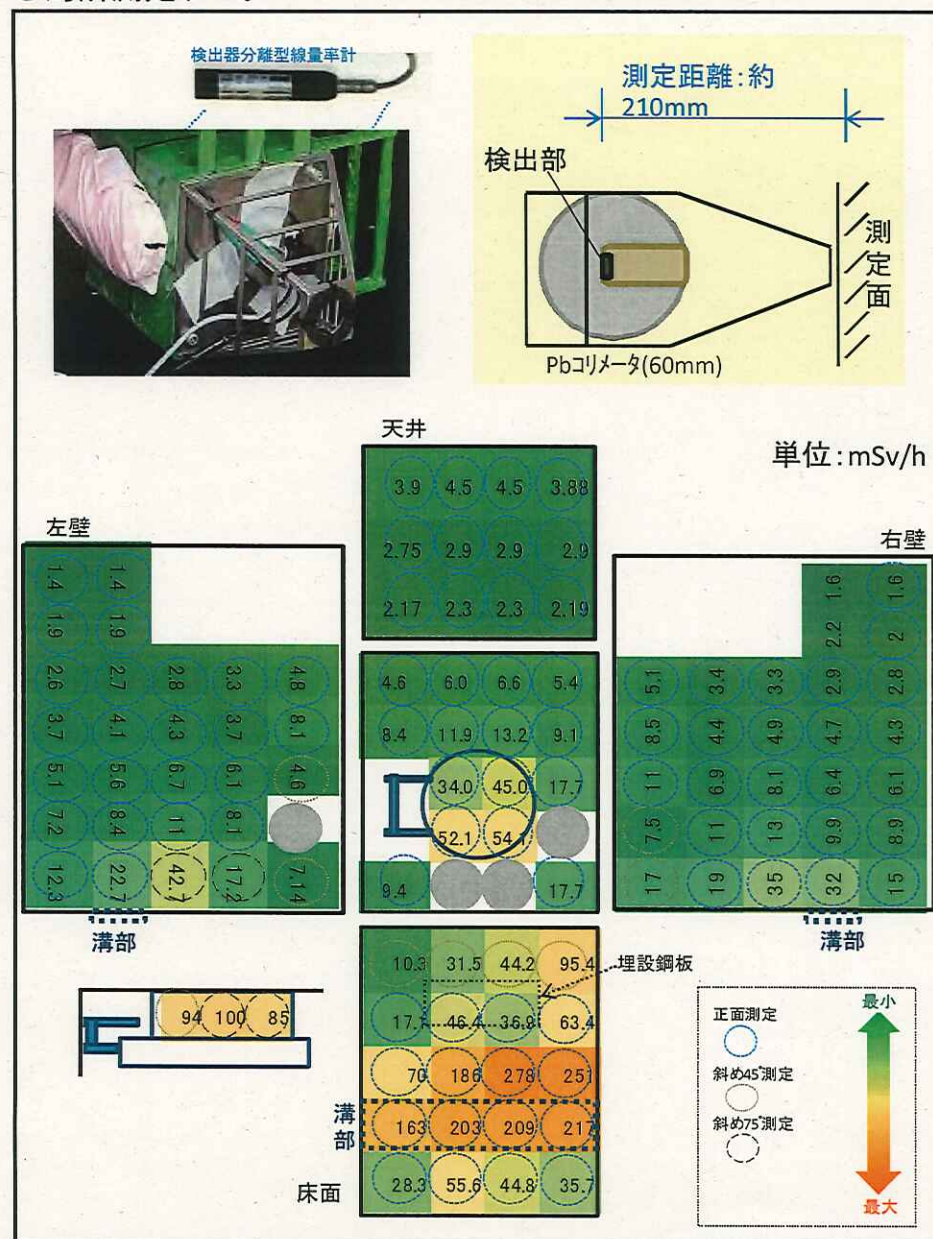 検出器分離型線量率計
測定距離:約
210mm
検出部
測定面
Pbコリメータ(60mm)
天井
単位:mSv/h
3.9 4.5 4.5 3.88
2.75 2.9 2.9 2.9
2.17 2.3 2.3 2.19
左壁
1.4 1.4
1.9 1.9
2.6 2.7 2.8 3.3 4.8
3.7 4.1 4.3 3.7 8.1
5.1 5.6 6.7 6.1 4.6
7.2 8.4 11 8.1
12.3 22.7 42.7 17.2 7.14
溝部
4.6 6.0 6.6 5.4
8.4 11.9 13.2 9.1
34.0 45.0 17.7
52.1 54.1
9.4 17.7
右壁
1.6 1.6
2.2 2
5.1 3.4 3.3 2.9 2.8
8.5 4.4 4.9 4.7 4.3
11 6.9 8.1 6.4 6.1
7.5 11 13 9.9 8.9
17 19 35 32 15
溝部
94 100 85
10.3 31.5 44.2 95.4
埋設鋼板
17.7 46.4 36.9 63.4
70 186 278 251
溝部
163 203 209 217
28.3 55.6 44.8 35.7
床面
正面測定
斜め45°測定
斜め75°測定
最小
最大